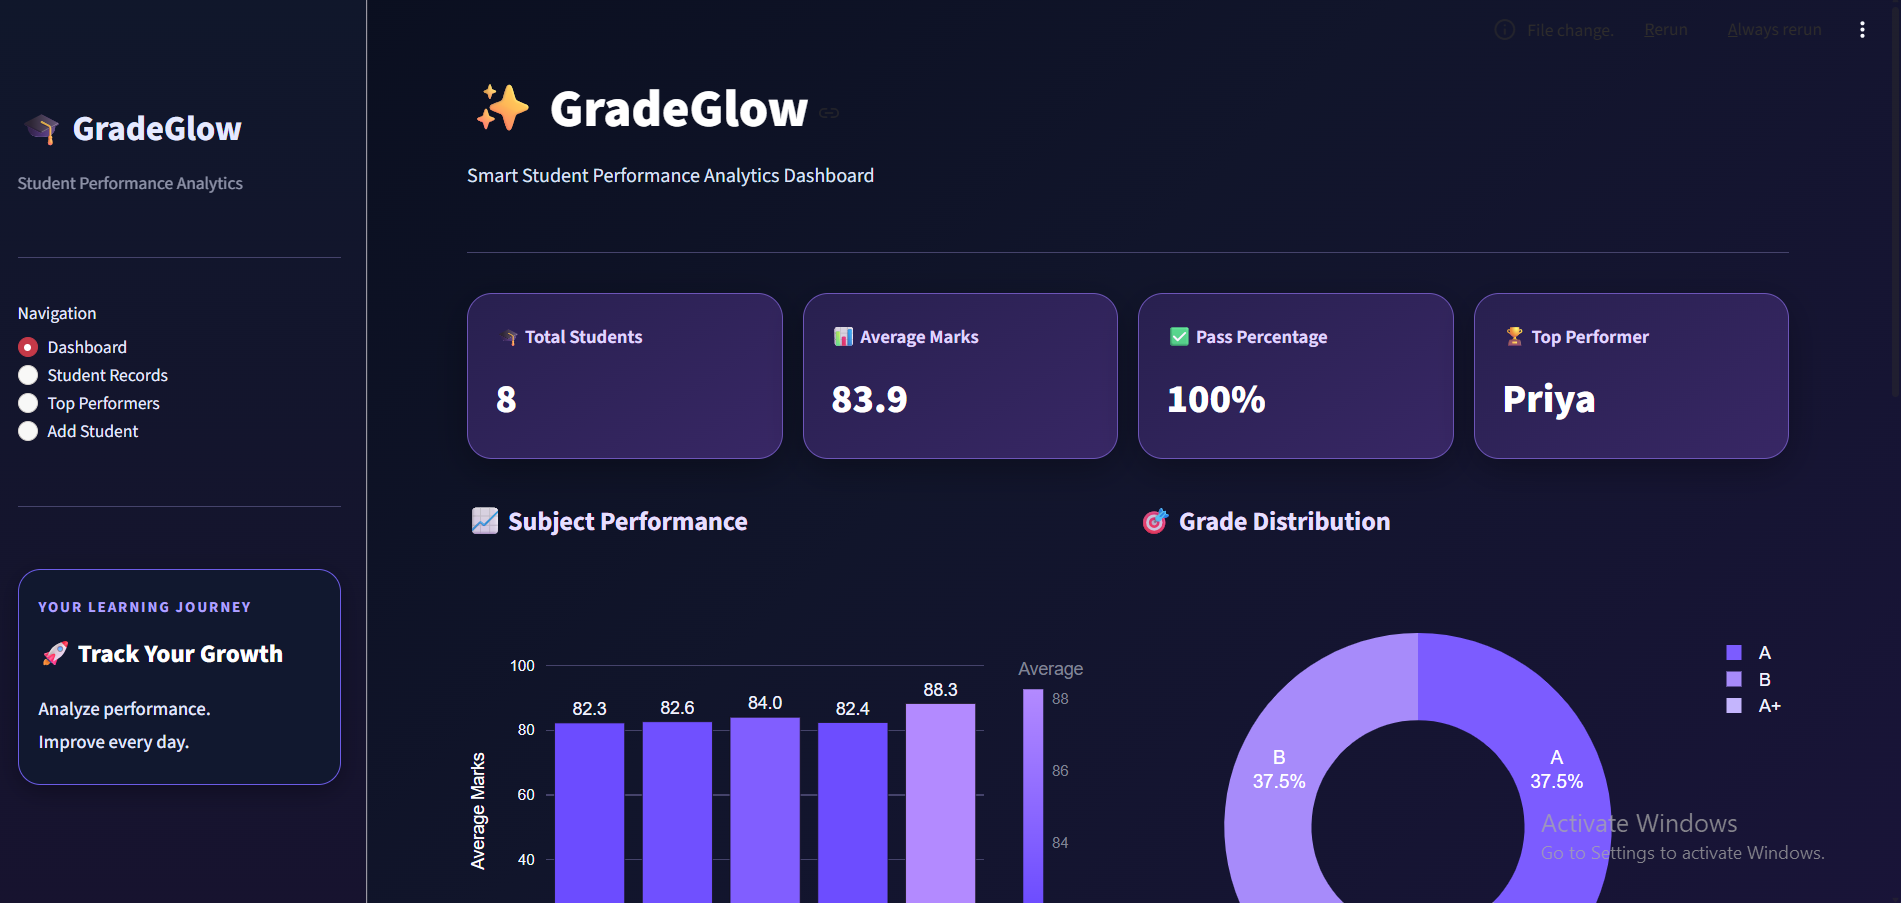 File change. Rerun Always rerun
GradeGlow
Student Performance Analytics
Navigation
Dashboard
Student Records
Top Performers
Add Student
YOUR LEARNING JOURNEY
Track Your Growth
Analyze performance.
Improve every day.
GradeGlow
Smart Student Performance Analytics Dashboard
Total Students
8
Average Marks
83.9
Pass Percentage
100%
Top Performer
Priya
Subject Performance
100
80
60
40
Average Marks
82.3
82.6
84.0
82.4
88.3
Average
88
86
84
Grade Distribution
B
37.5%
A
37.5%
A
B
A+
Activate Windows
Go to Settings to activate Windows.